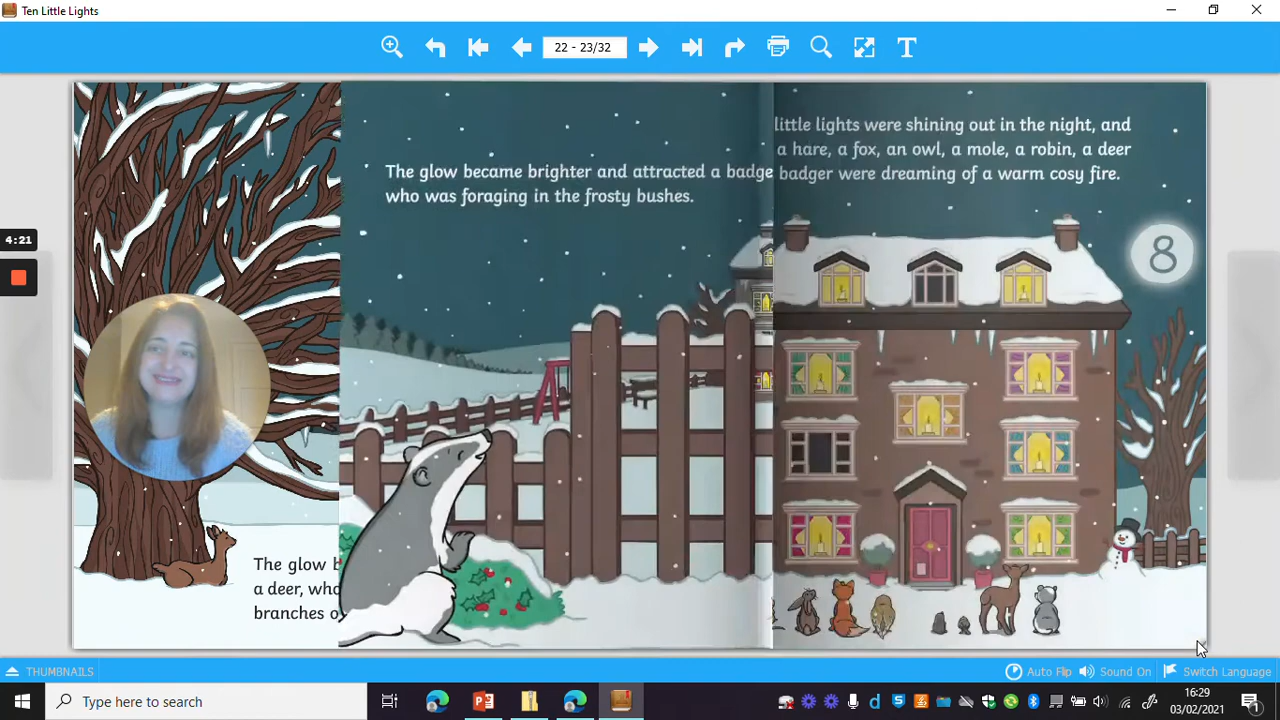 Ten Little Lights
22 - 23/32
T
The glow became brighter and attracted a badge
who was foraging in the frosty bushes.
little lights were shining out in the night, and
a hare, a fox, an owl, a mole, a robin, a deer
badger were dreaming of a warm cosy fire.
8
4:21
The glow b
a deer, who
branches o
THUMBNAILS
Auto Flip
Sound On
Switch Language
Type here to search
16:29
03/02/2021